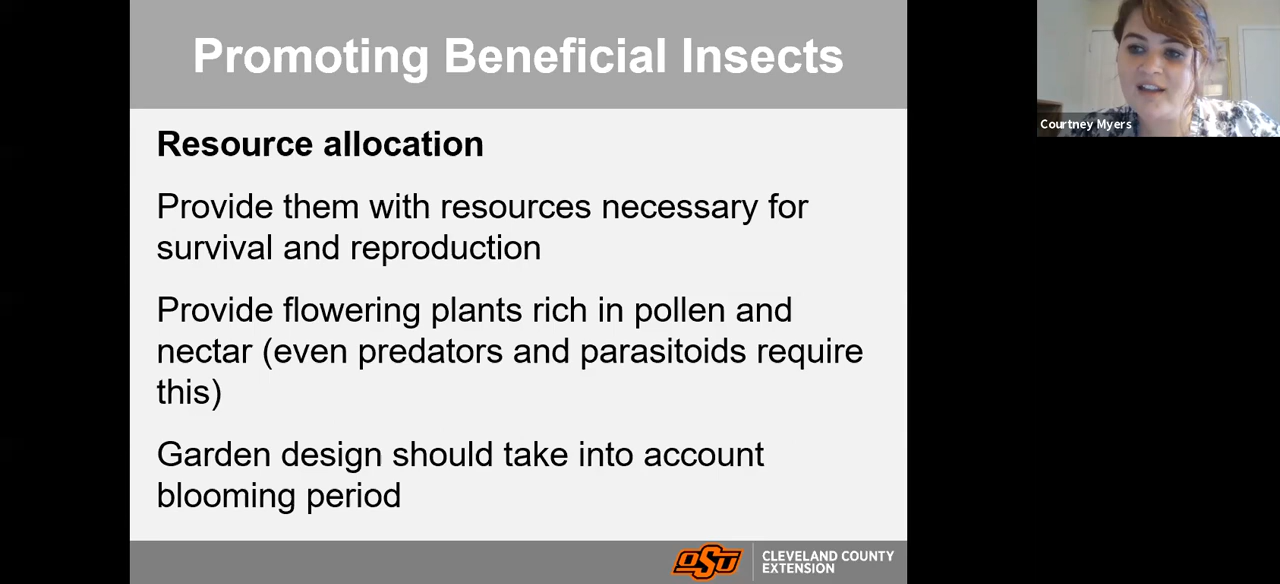 Promoting Beneficial Insects
Courtney Myers
Resource allocation
Provide them with resources necessary for
survival and reproduction
Provide flowering plants rich in pollen and
nectar (even predators and parasitoids require
this)
Garden design should take into account
blooming period
OSU
CLEVELAND COUNTY
EXTENSION